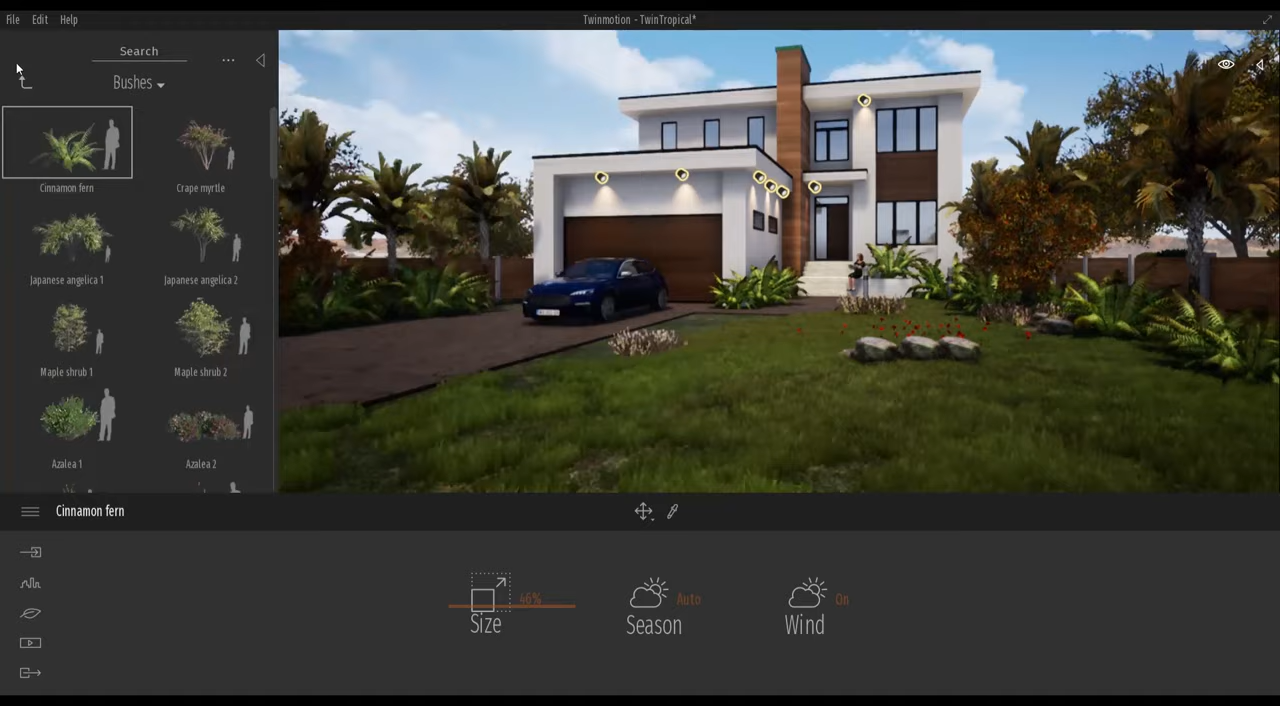 File Edit Help
Twinmotion - TwinTropical*
Search
...
Bushes
Cinnamon fern
Crape myrtle
Japanese angelica 1
Japanese angelica 2
Maple shrub 1
Maple shrub 2
Azalea 1
Azalea 2
Cinnamon fern
46%
Size
Auto
Season
On
Wind